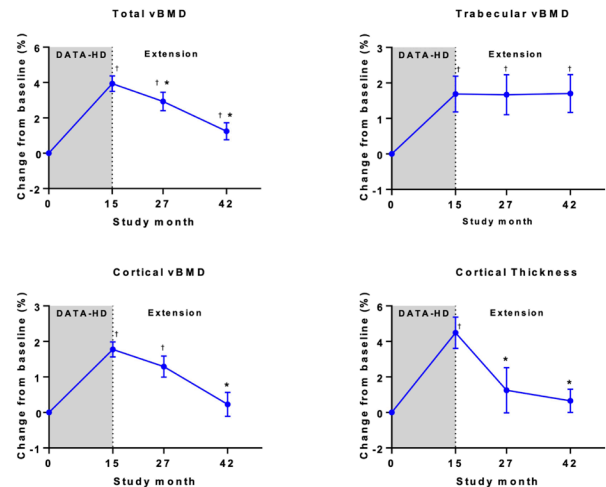 Total vBMD
Change from baseline (%)
6
4
2
0
-2
DATA-HD
Extension
†
† *
† *
0 15 27 42
Study month
Trabecular vBMD
Change from baseline (%)
3
2
1
0
-1
DATA-HD
Extension
†
†
†
0 15 27 42
Study month
Cortical vBMD
Change from baseline (%)
3
2
1
0
-1
DATA-HD
Extension
†
†
*
0 15 27 42
Study month
Cortical Thickness
Change from baseline (%)
6
4
2
0
-2
DATA-HD
Extension
†
*
*
0 15 27 42
Study month